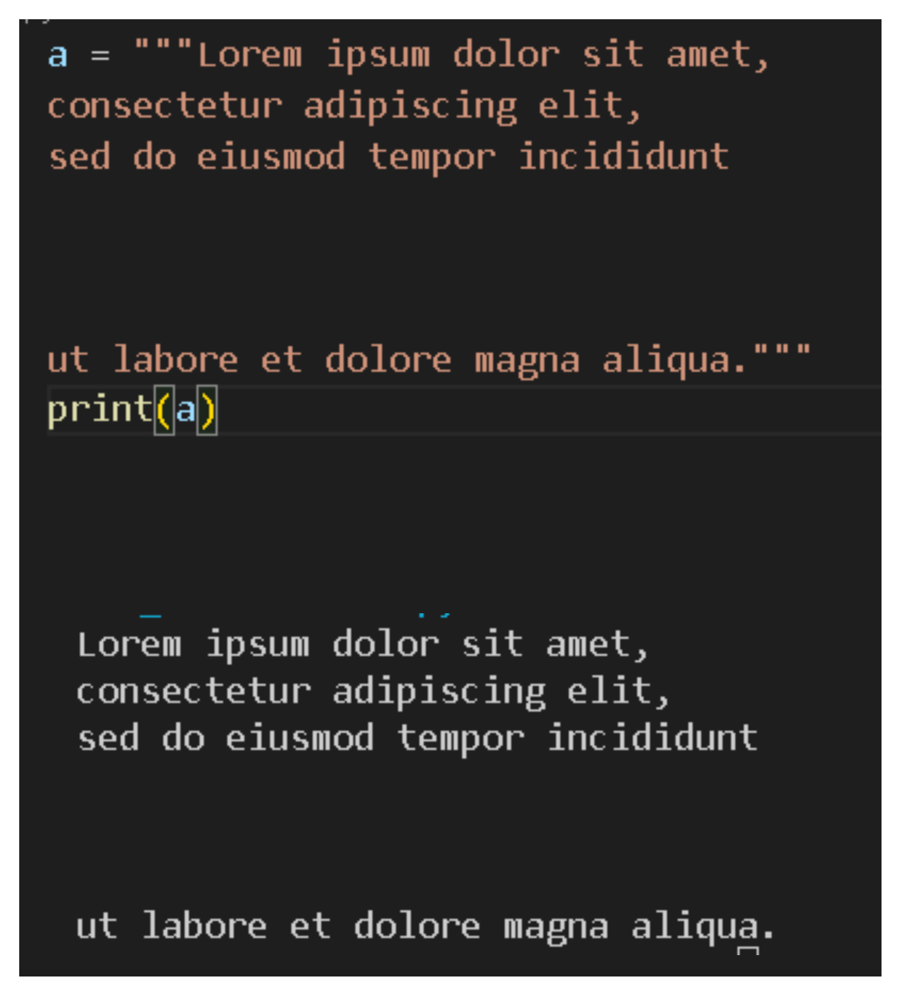 a = """Lorem ipsum dolor sit amet,
consectetur adipiscing elit,
sed do eiusmod tempor incididunt
ut labore et dolore magna aliqua."""
print(a)
Lorem ipsum dolor sit amet,
consectetur adipiscing elit,
sed do eiusmod tempor incididunt
ut labore et dolore magna aliqua.